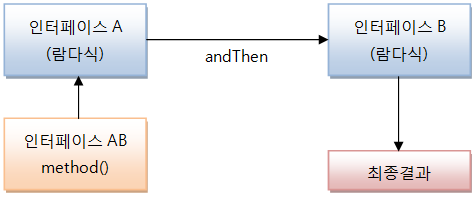 인터페이스 A
(람다식)
andThen
인터페이스 B
(람다식)
인터페이스 AB
method()
최종결과